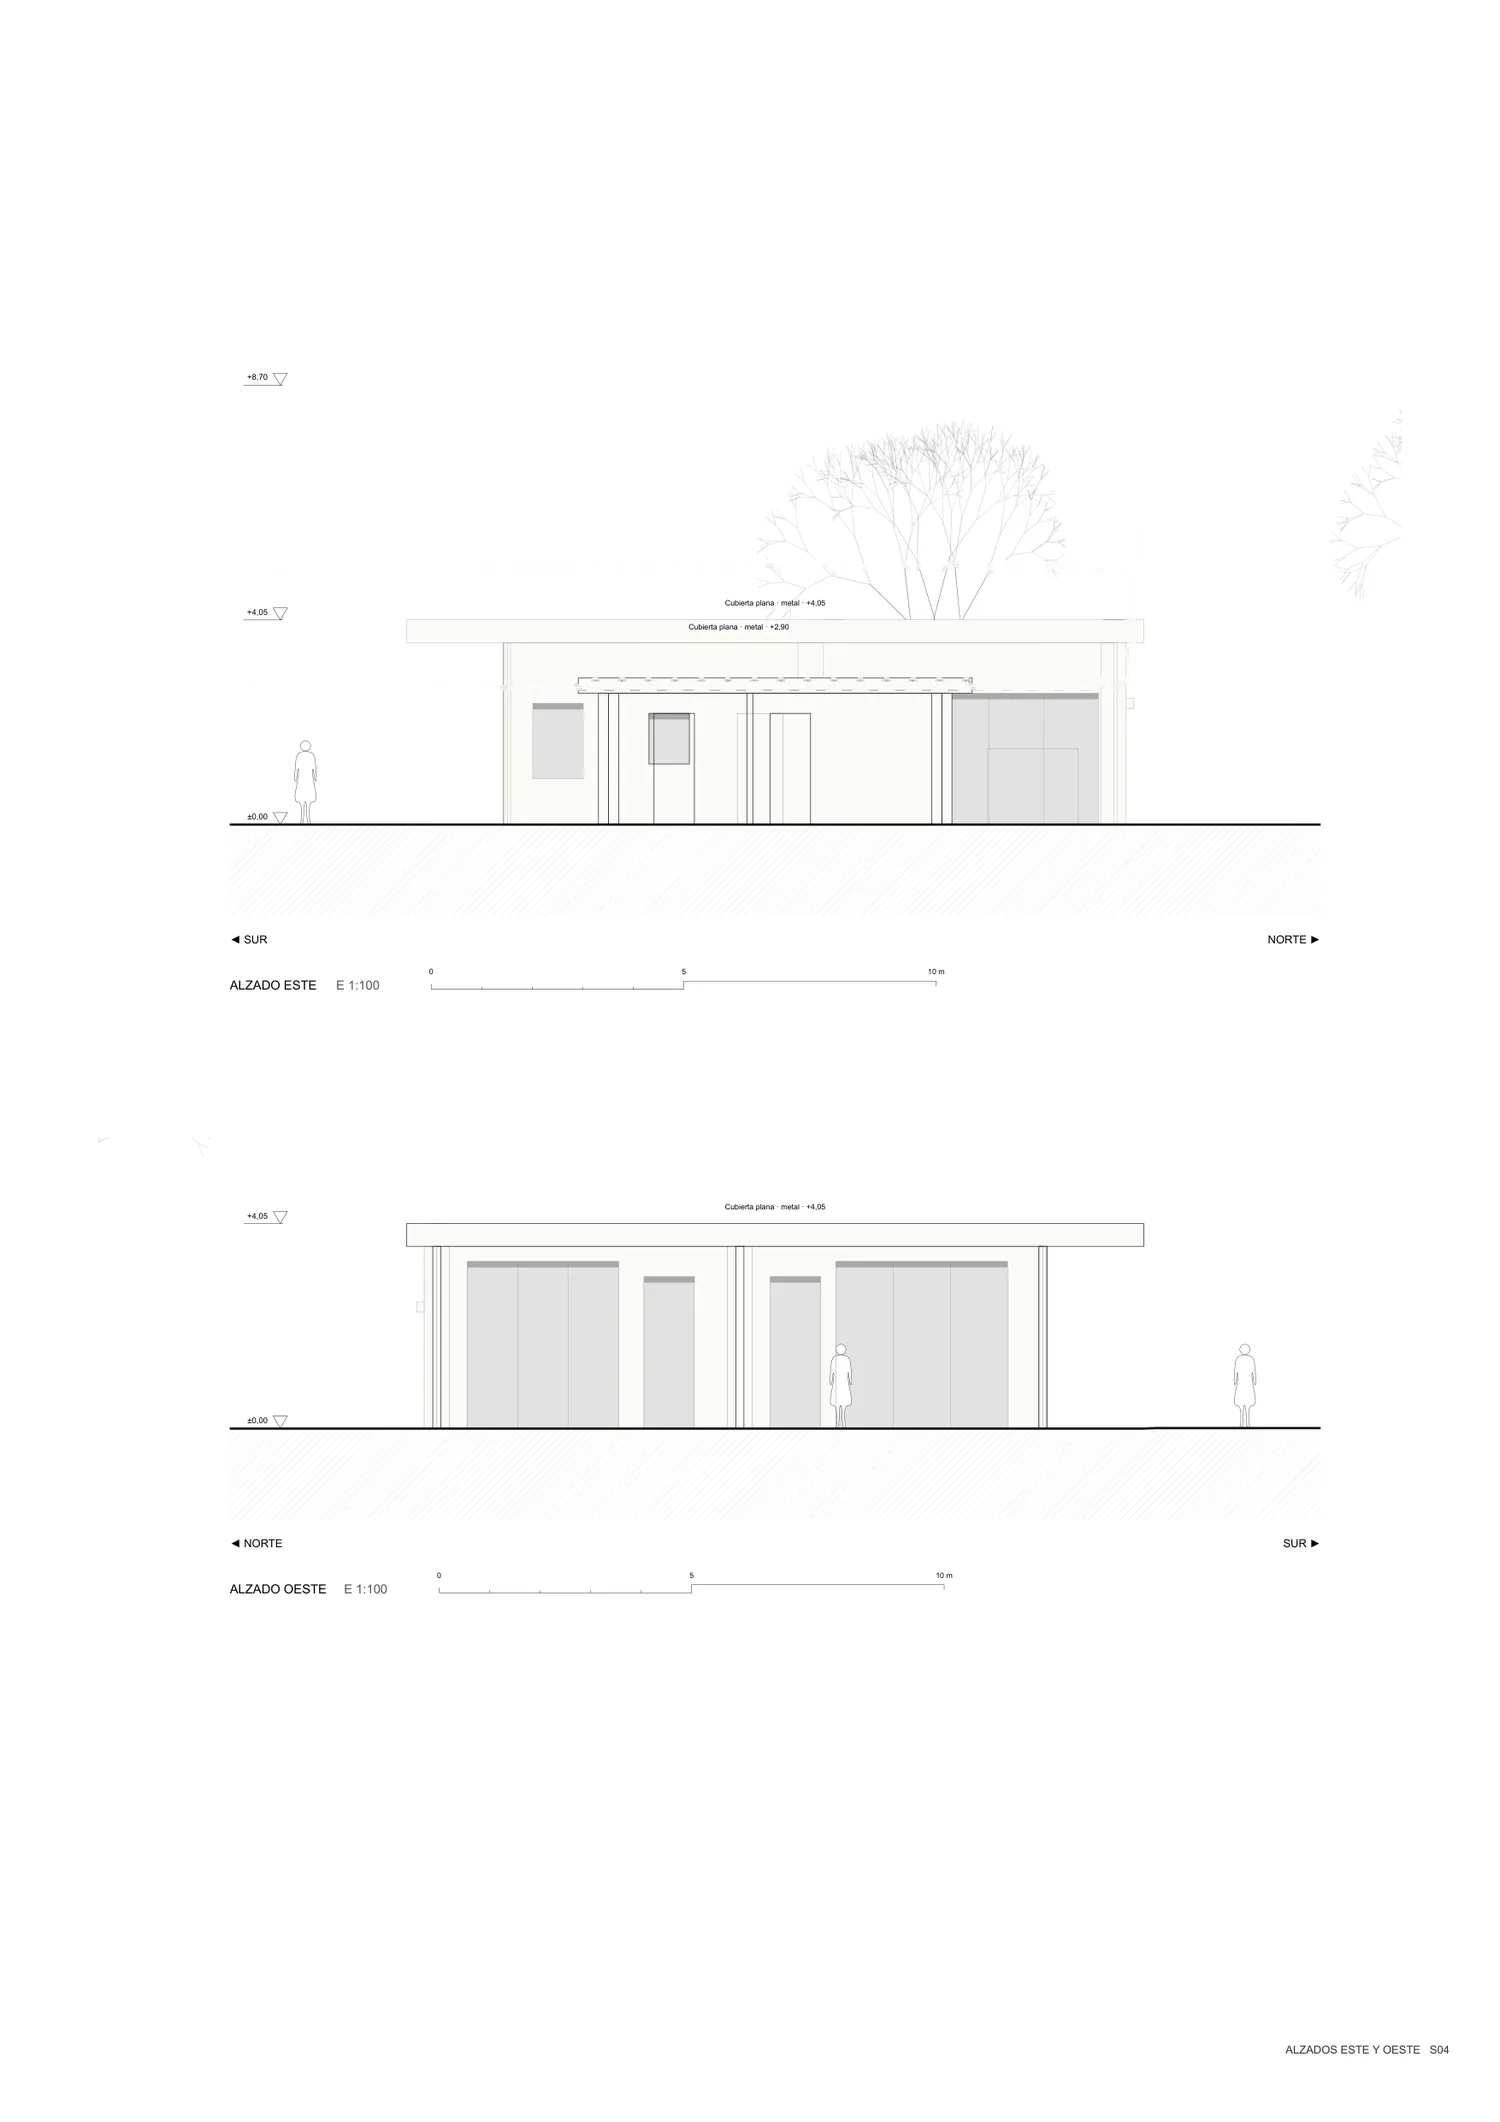 +8,70
Cubierta plana · metal · +4,05
+4,05
Cubierta plana · metal · +2,90
±0,00
◄ SUR
NORTE ►
0 5 10 m
ALZADO ESTE E 1:100
Cubierta plana · metal · +4,05
+4,05
±0,00
◄ NORTE
SUR ►
0 5 10 m
ALZADO OESTE E 1:100
ALZADOS ESTE Y OESTE S04